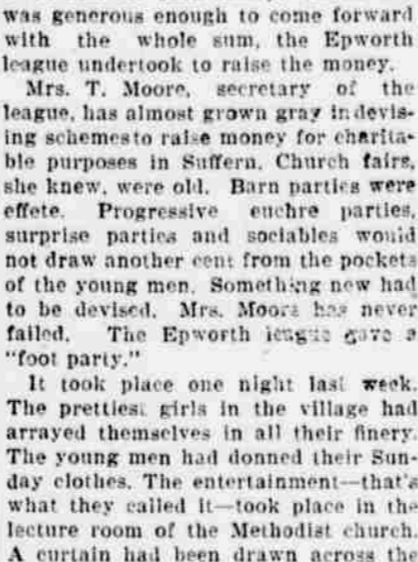 was generous enough to come forward
with the whole sum, the Epworth
league undertook to raise the money.
Mrs. T. Moore, secretary of the
league, has almost grown gray in devis-
ing schemes to raise money for charita-
ble purposes in Suffern. Church fairs,
she knew, were old. Barn parties were
effete. Progressive euchre parties,
surprise parties and sociables would
not draw another cent from the pockets
of the young men. Something new had
to be devised. Mrs. Moore has never
failed. The Epworth league gave a
"foot party."
It took place one night last week.
The prettiest girls in the village had
arrayed themselves in all their finery.
The young men had donned their Sun-
day clothes. The entertainment—that's
what they called it—took place in the
lecture room of the Methodist church.
A curtain had been drawn across the